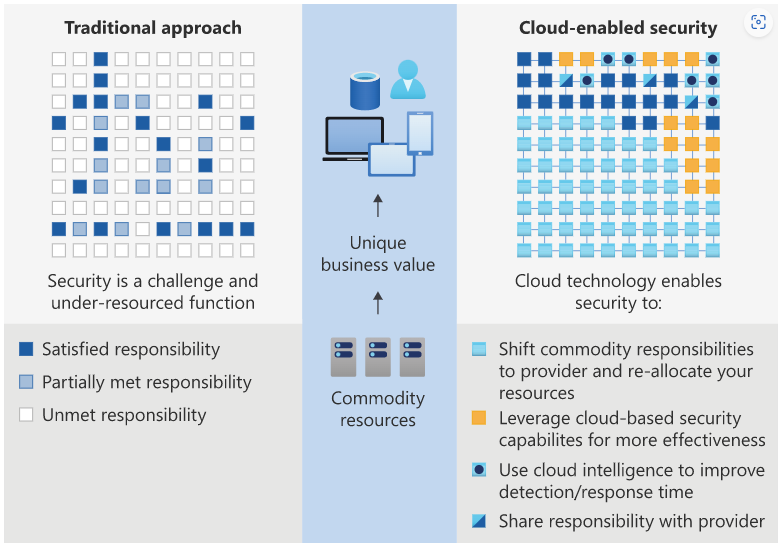 Traditional approach
Security is a challenge and
under-resourced function
Satisfied responsibility
Partially met responsibility
Unmet responsibility
Unique
business value
Commodity
resources
Cloud-enabled security
Cloud technology enables
security to:
Shift commodity responsibilities
to provider and re-allocate your
resources
Leverage cloud-based security
capabilites for more effectiveness
Use cloud intelligence to improve
detection/response time
Share responsibility with provider